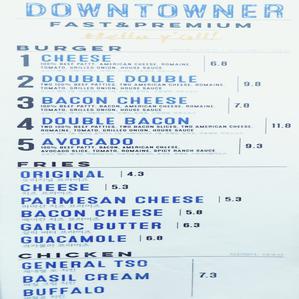 DOWNTOWNER
FAST&PREMIUM
Hello y'all!
BURGER
1 CHEESE 6.8
100% BEEF PATTY, AMERICAN CHEESE, ROMAINE,
TOMATO, GRILLED ONION, HOUSE SAUCE
2 DOUBLE DOUBLE 9.8
TWO 100% BEEF PATTIES, TWO AMERICAN CHEESES, ROMAINE,
TOMATO, GRILLED ONION, HOUSE SAUCE
3 BACON CHEESE 7.8
100% BEEF PATTY, BACON, AMERICAN CHEESE, ROMAINE,
TOMATO, GRILLED ONION, HOUSE SAUCE
4 DOUBLE BACON 11.8
TWO 100% BEEF PATTIES, TWO BACON SLICES, TWO AMERICAN CHEESE,
ROMAINE, TOMATO, GRILLED ONION, HOUSE SAUCE
5 AVOCADO 9.3
100% BEEF PATTY, BACON, AMERICAN CHEESE,
AVOCADO SLICE, TOMATO, ROMAINE, SPICY RANCH SAUCE
FRIES
ORIGINAL 4.3
CHEESE 5.3
PARMESAN CHEESE 5.3
BACON CHEESE 5.8
GARLIC BUTTER 6.3
GUACAMOLE 6.8
CHICKEN
GENERAL TSO
BASIL CREAM 7.3
BUFFALO